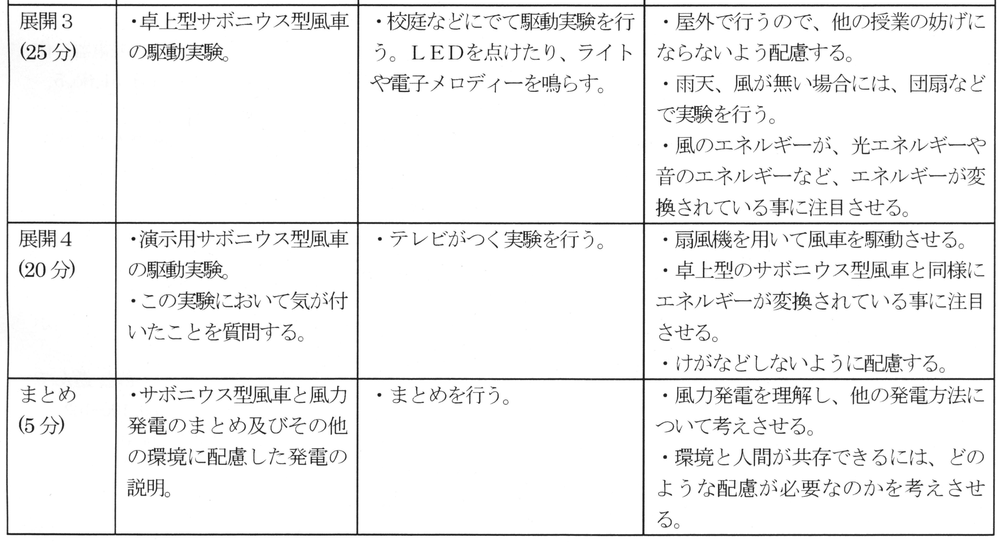 展開３
(25 分)
・卓上型サボニウス型風車
の駆動実験。
・校庭などにでて駆動実験を行
う。ＬＥＤを点けたり、ライト
や電子メロディーを鳴らす。
・屋外で行うので、他の授業の妨げに
ならないよう配慮する。
・雨天、風が無い場合には、団扇など
で実験を行う。
・風のエネルギーが、光エネルギーや
音のエネルギーなど、エネルギーが変
換されている事に注目させる。
展開４
(20 分)
・演示用サボニウス型風車
の駆動実験。
・この実験において気が付
いたことを質問する。
・テレビがつく実験を行う。
・扇風機を用いて風車を駆動させる。
・卓上型のサボニウス型風車と同様に
エネルギーが変換されている事に注目
させる。
・けがなどしないように配慮する。
まとめ
(5 分)
・サボニウス型風車と風力
発電のまとめ及びその他
の環境に配慮した発電の
説明。
・まとめを行う。
・風力発電を理解し、他の発電方法に
ついて考えさせる。
・環境と人間が共存できるには、どの
ような配慮が必要なのかを考えさせ
る。